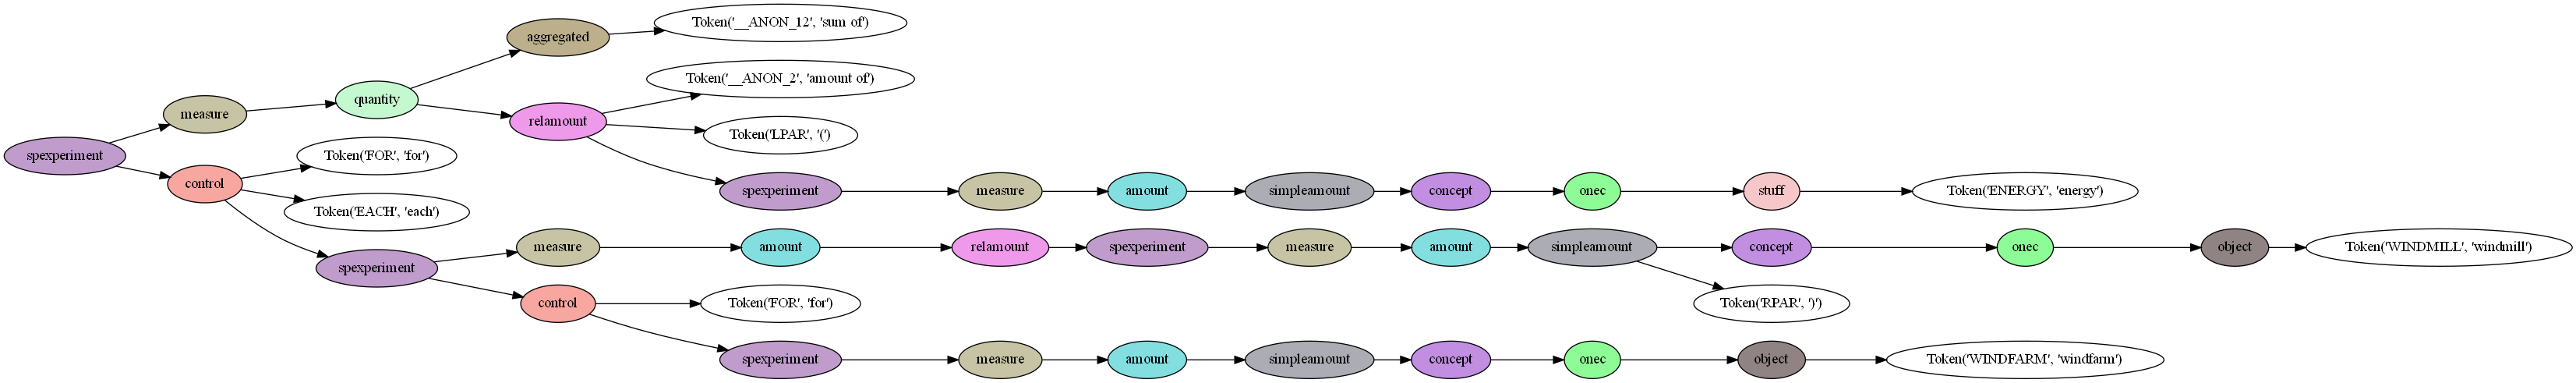 Token('__ANON_12', 'sum of')
aggregated
Token('__ANON_2', 'amount of')
quantity
measure
relamount
Token('LPAR', '(')
spexperiment
Token('FOR', 'for')
control
spexperiment
measure
amount
simpleamount
concept
onec
stuff
Token('ENERGY', 'energy')
Token('EACH', 'each')
measure
amount
relamount
spexperiment
measure
amount
simpleamount
concept
onec
object
Token('WINDMILL', 'windmill')
spexperiment
control
Token('FOR', 'for')
Token('RPAR', ')')
spexperiment
measure
amount
simpleamount
concept
onec
object
Token('WINDFARM', 'windfarm')